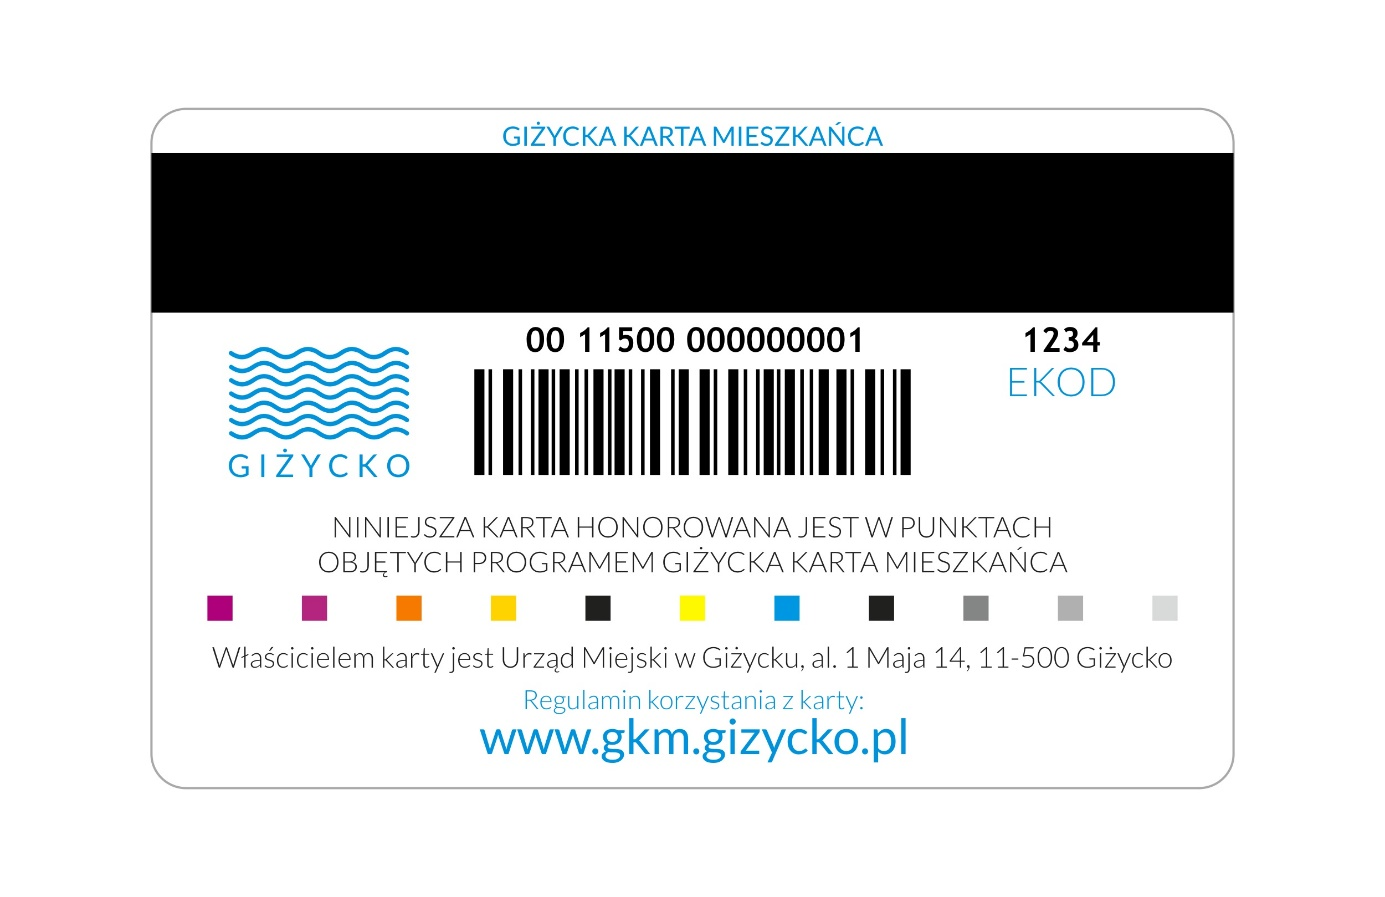 GIŻYCKA KARTA MIESZKAŃCA
00 11500 000000001
1234
EKOD
GIŻYCKO
NINIEJSZA KARTA HONOROWANA JEST W PUNKTACH
OBJĘTYCH PROGRAMEM GIŻYCKA KARTA MIESZKAŃCA
Właścicielem karty jest Urząd Miejski w Giżycku, al. 1 Maja 14, 11-500 Giżycko
Regulamin korzystania z karty:
www.gkm.gizycko.pl